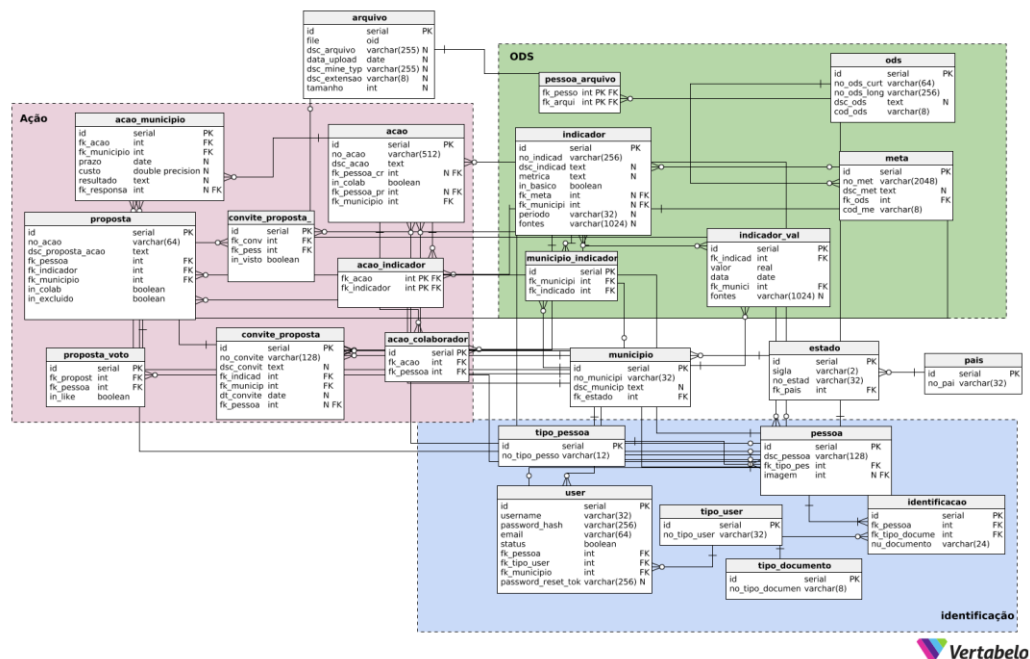 arquivo
id serial PK
file oid
dsc_arquivo varchar(255) N
data_upload date N
dsc_mine_typ varchar(255) N
dsc_extensao varchar(8) N
tamanho int N
ODS
pessoa_arquivo
fk_pesso int PK FK
fk_arqui int PK FK
ods
id serial PK
no_ods_curt varchar(64)
no_ods_long varchar(256)
dsc_ods text N
cod_ods varchar(8)
Ação
acao_municipio
id serial PK
fk_acao int FK
fk_municipio int FK
prazo date N
custo double precision N
resultado text N
fk_responsa int N FK
acao
id serial PK
no_acao varchar(512)
dsc_acao text N
fk_pessoa_cr int N FK
in_colab boolean
fk_pessoa_pr int N FK
fk_municipio int FK
indicador
id serial PK
no_indicad varchar(256)
dsc_indicad text N
metrica text N
in_basico boolean
fk_meta int N FK
fk_municipi int N FK
periodo varchar(32) N
fontes varchar(1024) N
meta
id serial PK
no_met varchar(2048)
dsc_met text N
fk_ods int FK
cod_me varchar(8)
proposta
id serial PK
no_acao varchar(64)
dsc_proposta_acao text
fk_pessoa int FK
fk_indicador int FK
fk_municipio int FK
in_colab boolean
in_excluido boolean
convite_proposta_
id serial PK
fk_conv int FK
fk_pess int FK
in_visto boolean
indicador_val
id serial PK
fk_indicad int FK
valor real
data date
fk_munici int FK
fontes varchar(1024) N
acao_indicador
fk_acao int PK FK
fk_indicador int PK FK
municipio_indicador
id serial PK
fk_municipi int FK
fk_indicado int FK
convite_proposta
id serial PK
no_convite varchar(128)
dsc_convit text N
fk_indicad int FK
fk_municip int FK
dt_convite date N
fk_pessoa int N FK
acao_colaborador
id serial PK
fk_acao int FK
fk_pessoa int FK
proposta_voto
id serial PK
fk_propost int FK
fk_pessoa int FK
in_like boolean
municipio
id serial PK
no_municipi varchar(32)
dsc_municip text N
fk_estado int FK
estado
id serial PK
sigla varchar(2)
no_estad varchar(32)
fk_pais int FK
pais
id serial PK
no_pai varchar(32)
tipo_pessoa
id serial PK
no_tipo_pesso varchar(12)
pessoa
id serial PK
dsc_pessoa varchar(128)
fk_tipo_pes int FK
imagem int N FK
user
id serial PK
username varchar(32)
password_hash varchar(256)
email varchar(64)
status boolean
fk_pessoa int FK
fk_tipo_user int FK
fk_municipio int FK
password_reset_tok varchar(256) N
tipo_user
id serial PK
no_tipo_user varchar(32)
identificacao
id serial PK
fk_pessoa int FK
fk_tipo_docume int FK
nu_documento varchar(24)
tipo_documento
id serial PK
no_tipo_documen varchar(8)
identificação
Vertabelo